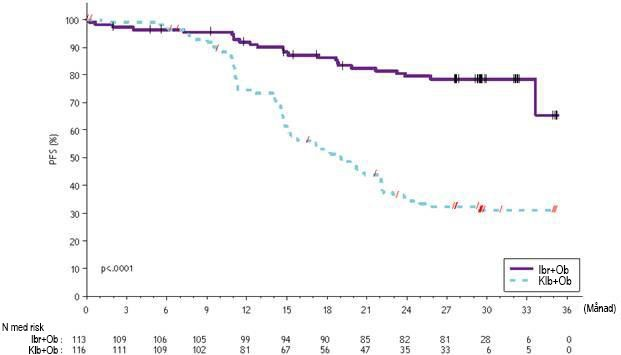 100
90
80
70
60
50
40
30
20
10
0
PFS (%)
p<.0001
Ibr+Ob
Klb+Ob
0 3 6 9 12 15 18 21 24 27 30 33 36 (Månad)
N med risk
Ibr+Ob : 113 109 106 105 99 94 90 85 82 81 28 6 0
Klb+Ob : 116 111 109 102 81 67 56 47 35 33 6 5 0